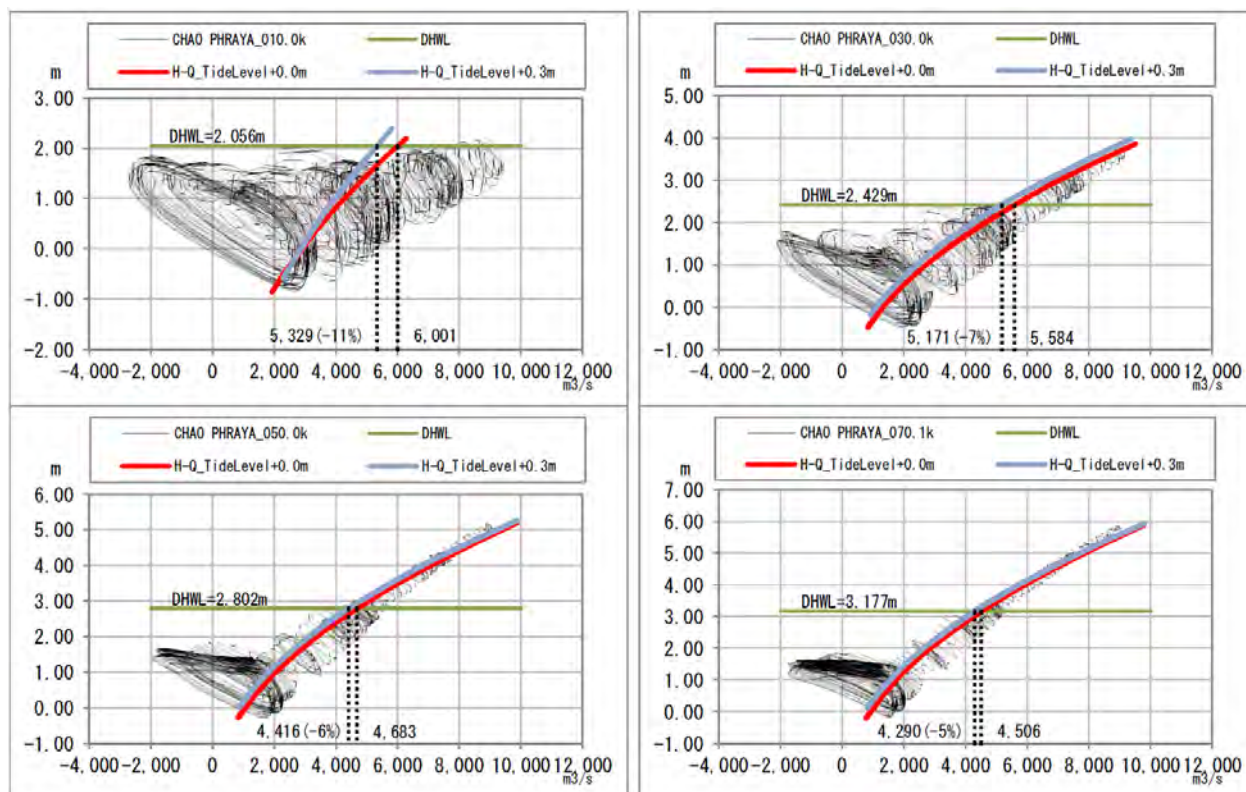 CHAO PHRAYA_010.0k DHWL
H-Q_TideLevel+0.0m H-Q_TideLevel+0.3m
m
3.00
DHWL=2.056m
2.00
1.00
0.00
-1.00
5,329(-11%) 6,001
-2.00
-4,000 -2,000 0 2,000 4,000 6,000 8,000 10,000 12,000
m3/s
CHAO PHRAYA_030.0k DHWL
H-Q_TideLevel+0.0m H-Q_TideLevel+0.3m
m
5.00
4.00
3.00
DHWL=2.429m
2.00
1.00
0.00
5,171(-7%) 5,584
-1.00
-4,000 -2,000 0 2,000 4,000 6,000 8,000 10,000 12,000
m3/s
CHAO PHRAYA_050.0k DHWL
H-Q_TideLevel+0.0m H-Q_TideLevel+0.3m
m
6.00
5.00
4.00
3.00
DHWL=2.802m
2.00
1.00
0.00
4,416(-6%) 4,683
-1.00
-4,000 -2,000 0 2,000 4,000 6,000 8,000 10,000 12,000
m3/s
CHAO PHRAYA_070.1k DHWL
H-Q_TideLevel+0.0m H-Q_TideLevel+0.3m
m
7.00
6.00
5.00
4.00
DHWL=3.177m
3.00
2.00
1.00
0.00
4,290(-5%) 4,506
-1.00
-4,000 -2,000 0 2,000 4,000 6,000 8,000 10,000 12,000
m3/s